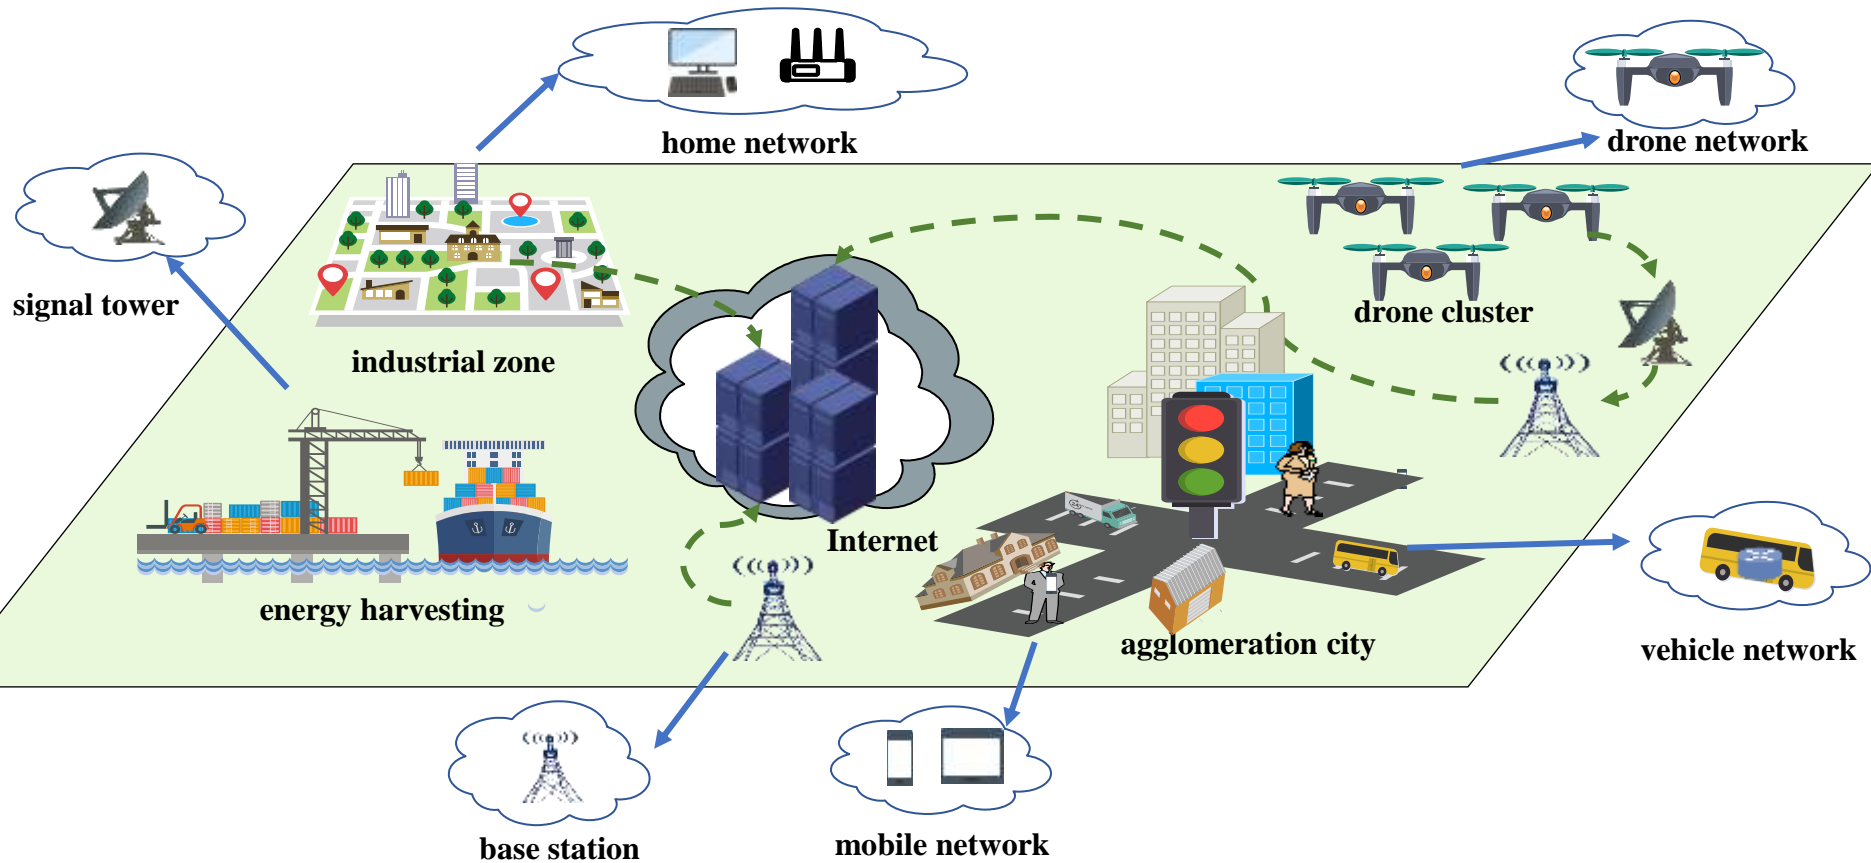 home network
drone network
signal tower
drone cluster
industrial zone
Internet
energy harvesting
agglomeration city
vehicle network
base station
mobile network